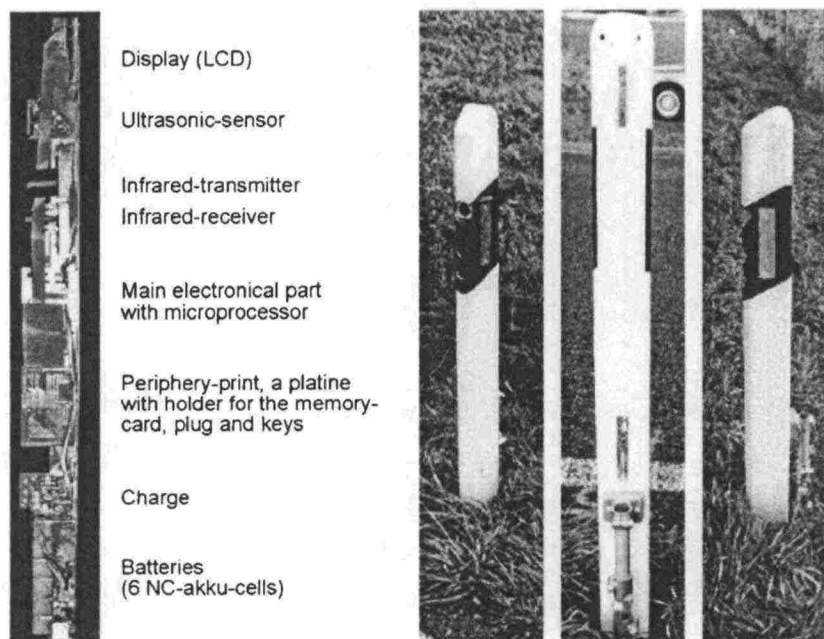 Display (LCD)
Ultrasonic-sensor
Infrared-transmitter
Infrared-receiver
Main electronical part
with microprocessor
Periphery-print, a platine
with holder for the memory-
card, plug and keys
Charge
Batteries
(6 NC-akku-cells)